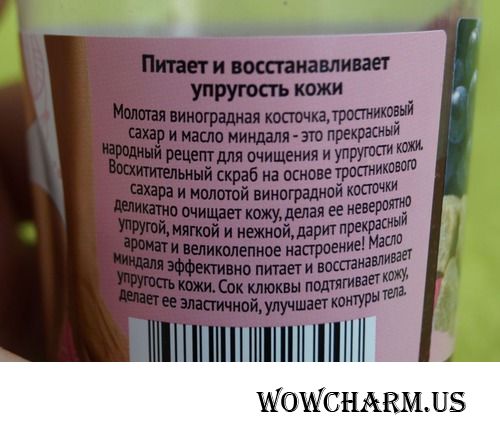 Питает и восстанавливает
упругость кожи
Молотая виноградная косточка, тростниковый
сахар и масло миндаля - это прекрасный
народный рецепт для очищения и упругости кожи.
Восхитительный скраб на основе тростникового
сахара и молотой виноградной косточки
деликатно очищает кожу, делая ее невероятно
упругой, мягкой и нежной, дарит прекрасный
аромат и великолепное настроение! Масло
миндаля эффективно питает и восстанавливает
упругость кожи. Сок клюквы подтягивает кожу,
делает ее эластичной, улучшает контуры тела.
WOWCHARM.US